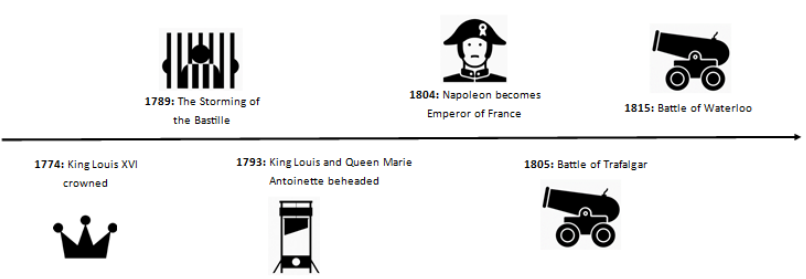 1789: The Storming of
the Bastille
1804: Napoleon becomes
Emperor of France
1815: Battle of Waterloo
1774: King Louis XVI
crowned
1793: King Louis and Queen Marie
Antoinette beheaded
1805: Battle of Trafalgar